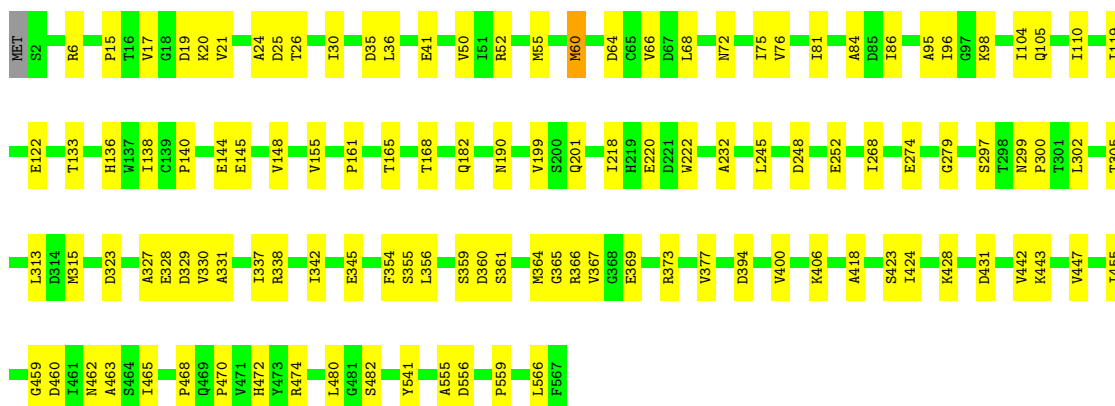 MET S2 R6 P15 T16 V17 G18 D19 K20 V21 A24 D25 T26 I30 D35 L36 E41 V50 I51 R52 M55 M60 D64 C65 V66 D67 L68 N72 I75 V76 I81 A84 D85 I86 A95 I96 G97 K98 I104 Q105 I110 I119
E122 T133 H136 W137 I138 C139 P140 E144 E145 V148 V155 P161 T165 T168 Q182 N190 V199 S200 Q201 I218 H219 E220 D221 W222 A232 L245 D248 E252 I268 E274 G279 S297 T298 N299 P300 T301 L302 T305
L313 D314 M315 D323 A327 E328 D329 V330 A331 I337 R338 I342 E345 F354 S355 L356 S359 D360 S361 M364 G365 R366 V367 G368 E369 R373 V377 D394 V400 K406 A418 S423 I424 K428 D431 V442 K443 V447 I455
G459 D460 I461 N462 A463 S464 I465 P468 Q469 P470 V471 H472 Y473 R474 L480 G481 S482 Y541 A555 D556 P559 L566 F567